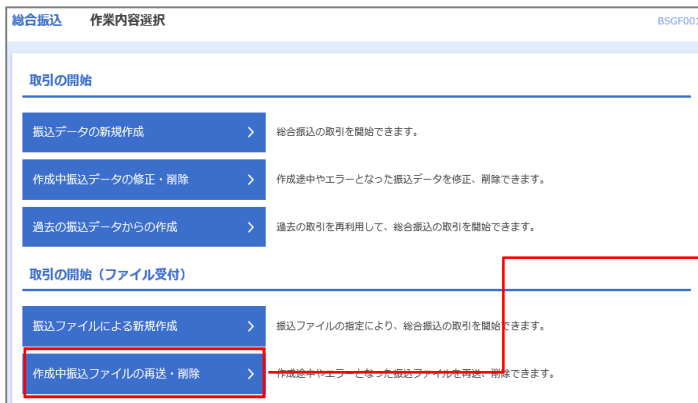 総合振込 作業内容選択 BSGF001
取引の開始
振込データの新規作成 総合振込の取引を開始できます。
作成中振込データの修正・削除 作成途中やエラーとなった振込データを修正、削除できます。
過去の振込データからの作成 過去の取引を再利用して、総合振込の取引を開始できます。
取引の開始（ファイル受付）
振込ファイルによる新規作成 振込ファイルの指定により、総合振込の取引を開始できます。
作成中振込ファイルの再送・削除 作成途中やエラーとなった振込ファイルを再送、削除できます。